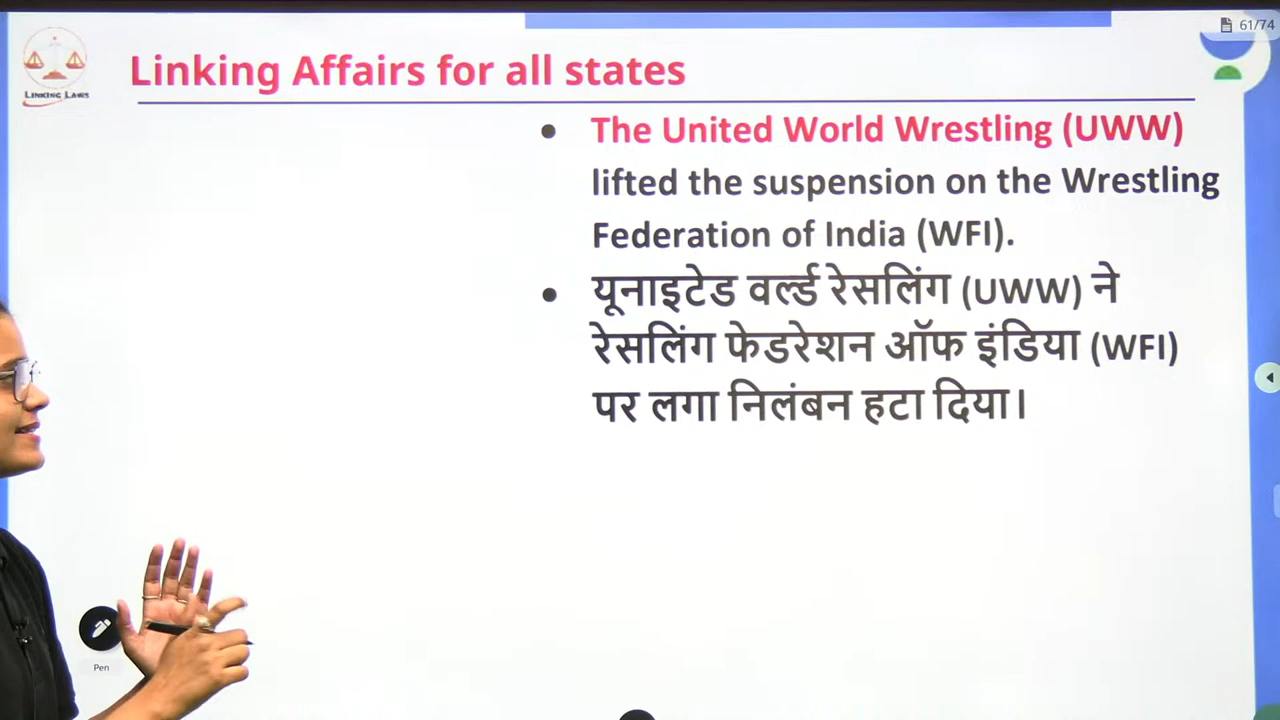 61/74
LINKING LAWS
Linking Affairs for all states
• The United World Wrestling (UWW)
lifted the suspension on the Wrestling
Federation of India (WFI).
• यूनाइटेड वर्ल्ड रेसलिंग (UWW) ने
रेसलिंग फेडरेशन ऑफ इंडिया (WFI)
पर लगा निलंबन हटा दिया।
Pen